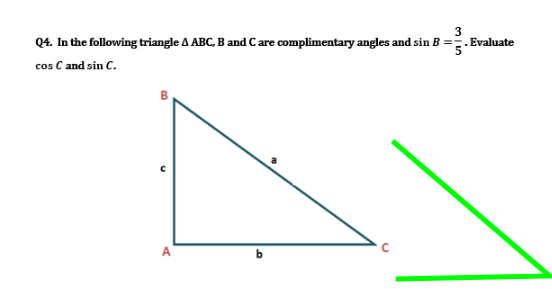 Q4. In the following triangle Δ ABC, B and C are complimentary angles and sin B = 3/5 . Evaluate
cos C and sin C.
B
a
c
A
b
C